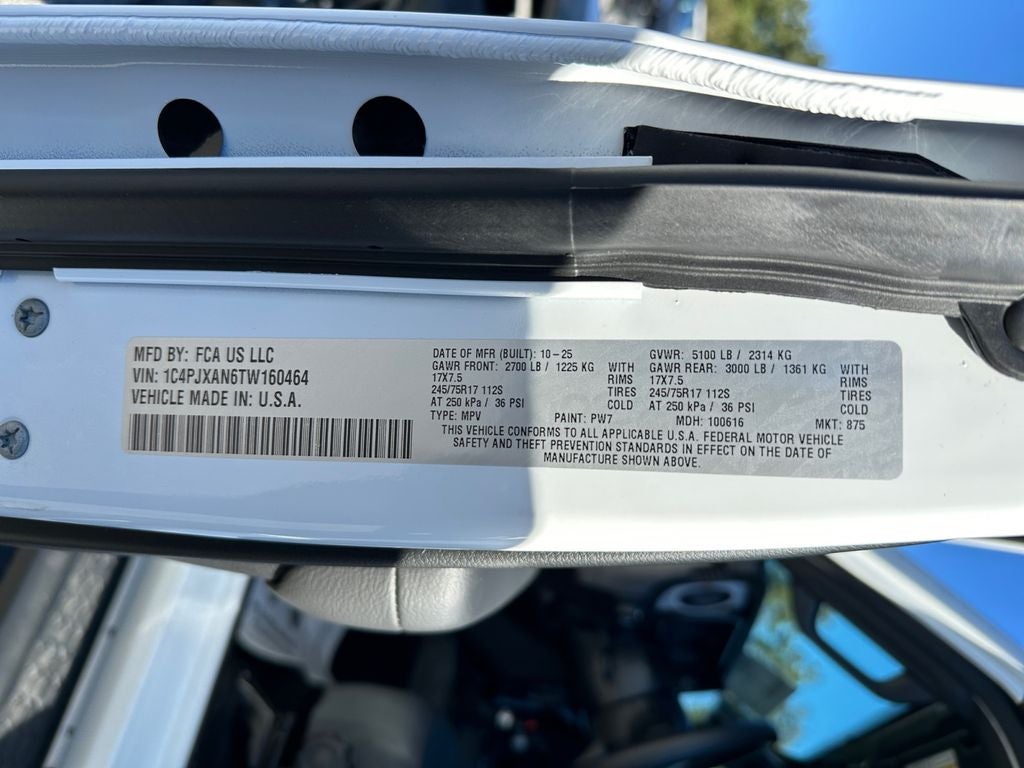 MFD BY: FCA US LLC
VIN: 1C4PJXAN6TW160464
VEHICLE MADE IN: U.S.A.
DATE OF MFR (BUILT): 10-25
GAWR FRONT: 2700 LB / 1225 KG WITH
17X7.5 RIMS
245/75R17 112S TIRES
AT 250 kPa / 36 PSI COLD
GVWR: 5100 LB / 2314 KG
GAWR REAR: 3000 LB / 1361 KG WITH
17X7.5 RIMS
245/75R17 112S TIRES
AT 250 kPa / 36 PSI COLD
TYPE: MPV PAINT: PW7 MDH: 100616 MKT: 875
THIS VEHICLE CONFORMS TO ALL APPLICABLE U.S.A. FEDERAL MOTOR VEHICLE
SAFETY AND THEFT PREVENTION STANDARDS IN EFFECT ON THE DATE OF
MANUFACTURE SHOWN ABOVE.